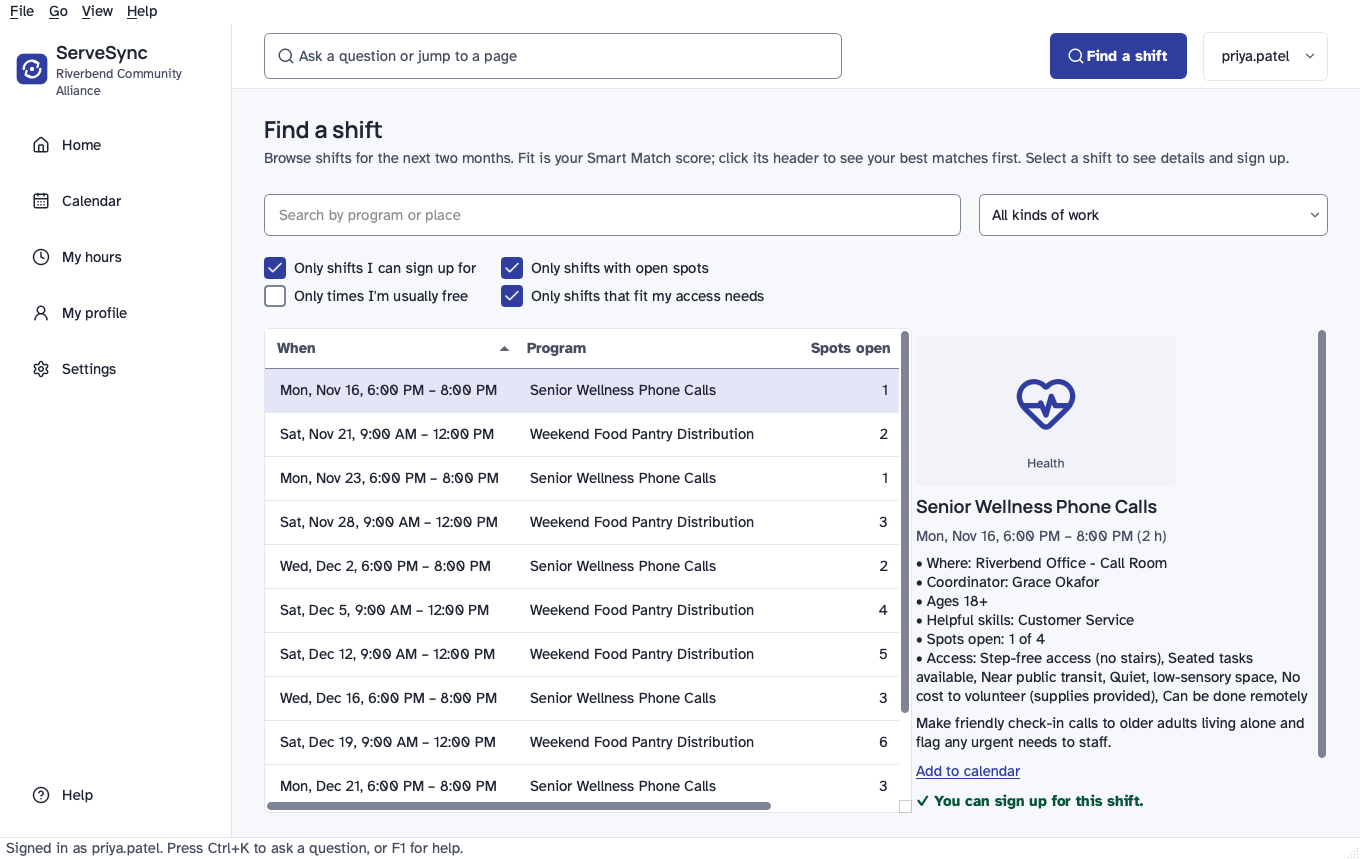 File Go View Help
ServeSync
Riverbend Community
Alliance
Ask a question or jump to a page
Find a shift
priya.patel
Home
Calendar
My hours
My profile
Settings
Help
Find a shift
Browse shifts for the next two months. Fit is your Smart Match score; click its header to see your best matches first. Select a shift to see details and sign up.
Search by program or place
All kinds of work
Only shifts I can sign up for
Only shifts with open spots
Only times I'm usually free
Only shifts that fit my access needs
When Program Spots open
Mon, Nov 16, 6:00 PM – 8:00 PM Senior Wellness Phone Calls 1
Sat, Nov 21, 9:00 AM – 12:00 PM Weekend Food Pantry Distribution 2
Mon, Nov 23, 6:00 PM – 8:00 PM Senior Wellness Phone Calls 1
Sat, Nov 28, 9:00 AM – 12:00 PM Weekend Food Pantry Distribution 3
Wed, Dec 2, 6:00 PM – 8:00 PM Senior Wellness Phone Calls 2
Sat, Dec 5, 9:00 AM – 12:00 PM Weekend Food Pantry Distribution 4
Sat, Dec 12, 9:00 AM – 12:00 PM Weekend Food Pantry Distribution 5
Wed, Dec 16, 6:00 PM – 8:00 PM Senior Wellness Phone Calls 3
Sat, Dec 19, 9:00 AM – 12:00 PM Weekend Food Pantry Distribution 6
Mon, Dec 21, 6:00 PM – 8:00 PM Senior Wellness Phone Calls 3
Health
Senior Wellness Phone Calls
Mon, Nov 16, 6:00 PM – 8:00 PM (2 h)
• Where: Riverbend Office - Call Room
• Coordinator: Grace Okafor
• Ages 18+
• Helpful skills: Customer Service
• Spots open: 1 of 4
• Access: Step-free access (no stairs), Seated tasks
available, Near public transit, Quiet, low-sensory space, No
cost to volunteer (supplies provided), Can be done remotely
Make friendly check-in calls to older adults living alone and
flag any urgent needs to staff.
Add to calendar
✓ You can sign up for this shift.
Signed in as priya.patel. Press Ctrl+K to ask a question, or F1 for help.